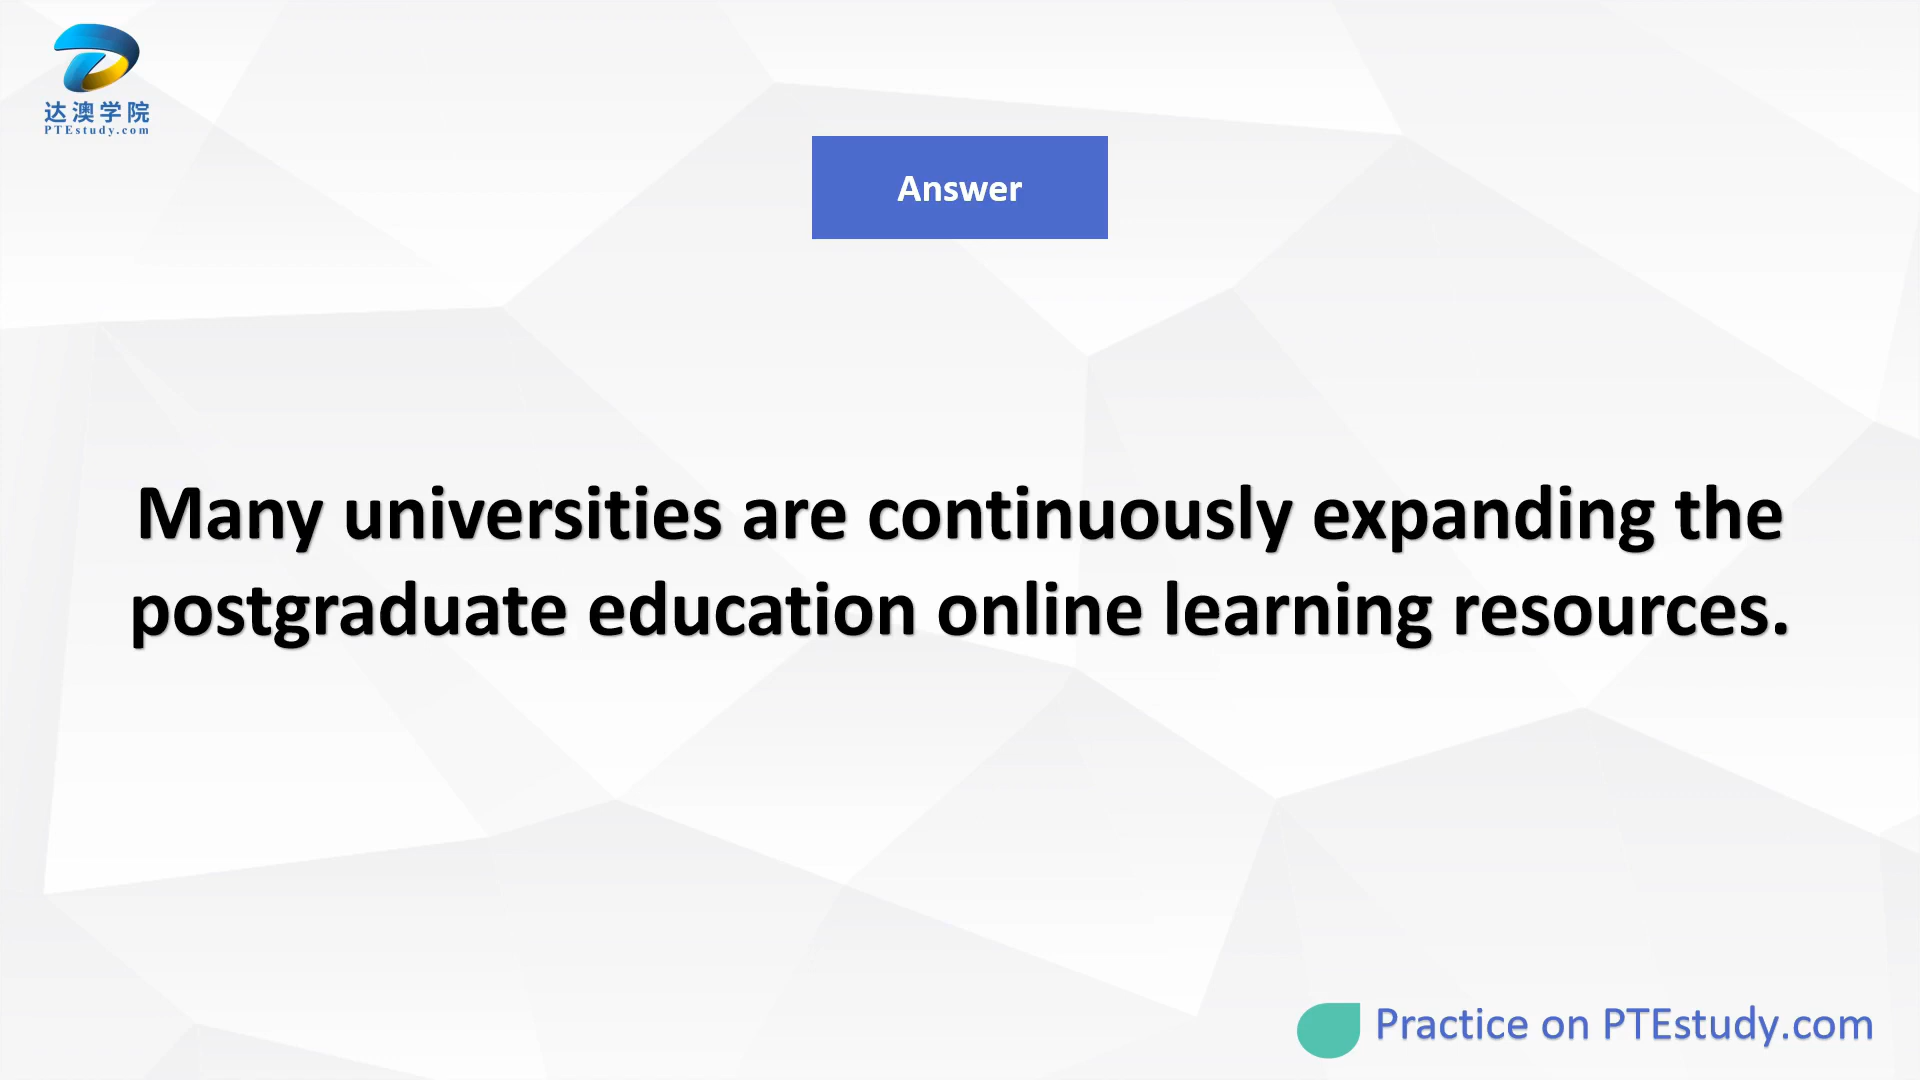 达澳学院
PTEstudy.com
Answer
Many universities are continuously expanding the
postgraduate education online learning resources.
Practice on PTEstudy.com